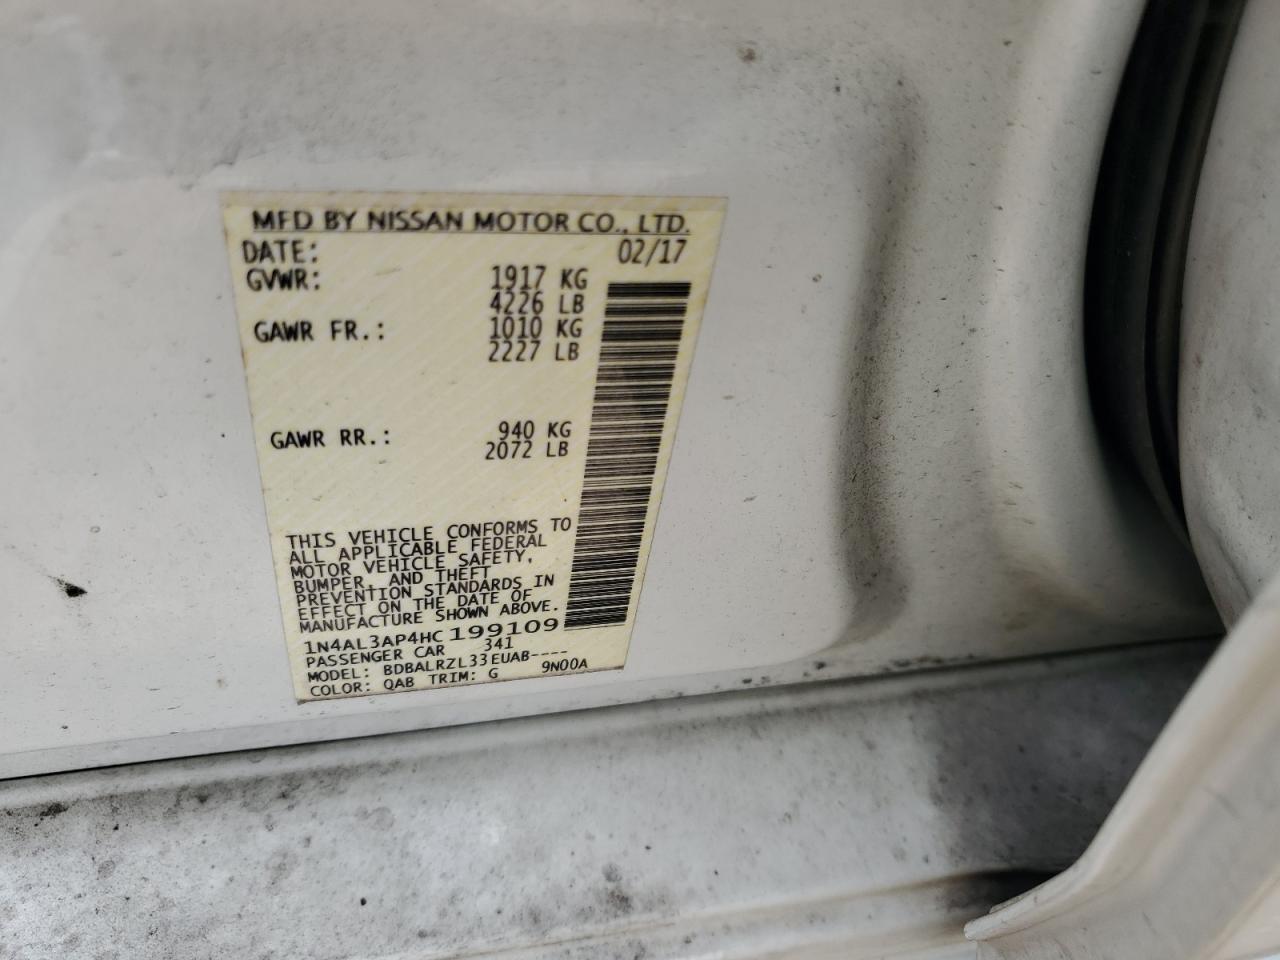 MFD BY NISSAN MOTOR CO., LTD.
DATE: 02/17
GVWR: 1917 KG
4226 LB
GAWR FR.: 1010 KG
2227 LB
GAWR RR.: 940 KG
2072 LB
THIS VEHICLE CONFORMS TO
ALL APPLICABLE FEDERAL
MOTOR VEHICLE SAFETY,
BUMPER, AND THEFT
PREVENTION STANDARDS IN
EFFECT ON THE DATE OF
MANUFACTURE SHOWN ABOVE.
1N4AL3AP4HC199109
PASSENGER CAR 341
MODEL: BDBALRZL33EUAB----
COLOR: QAB TRIM: G 9N00A